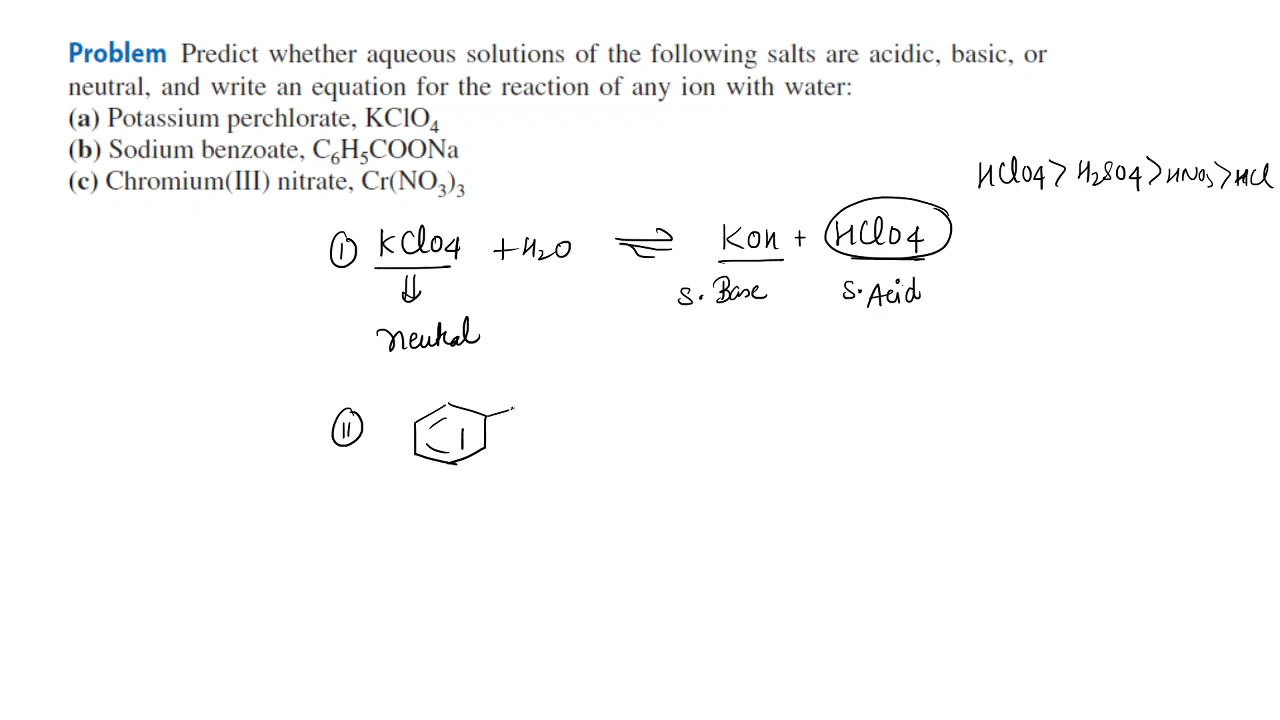 Problem Predict whether aqueous solutions of the following salts are acidic, basic, or
neutral, and write an equation for the reaction of any ion with water:
(a) Potassium perchlorate, KClO₄
(b) Sodium benzoate, C₆H₅COONa
(c) Chromium(III) nitrate, Cr(NO₃)₃
HClO4 > H2SO4 > HNO3 > HCl
I KClO4 + H2O ⇌ KOH + HClO4
⇓ S. Base S. Acid
Neutral
II